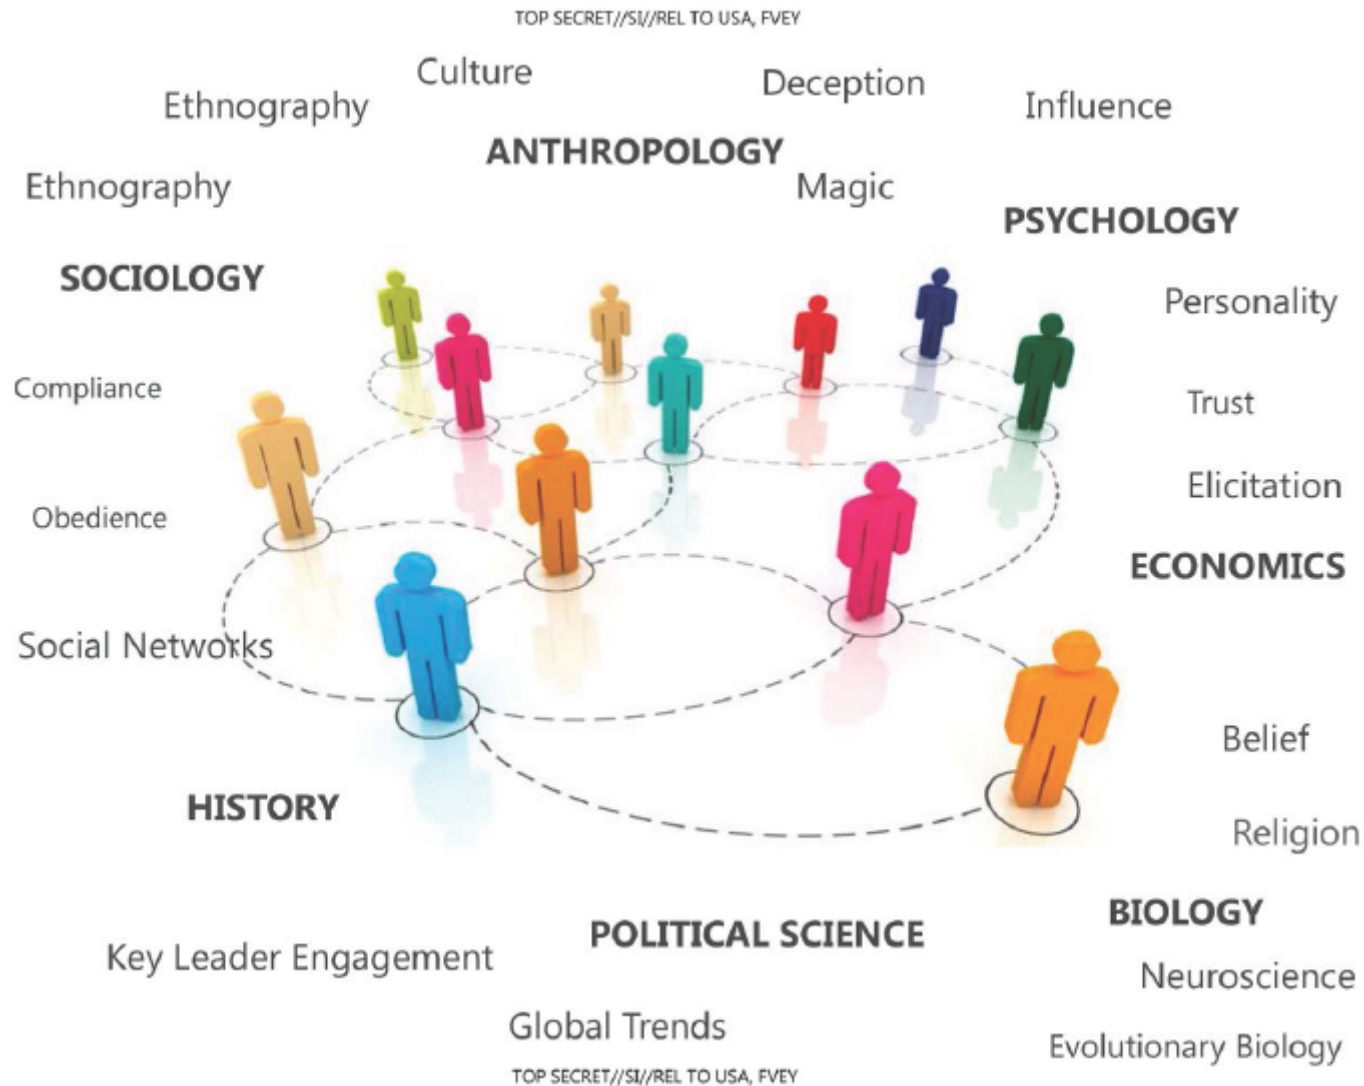 TOP SECRET//SI//REL TO USA, FVEY
Culture
Deception
Ethnography
Influence
ANTHROPOLOGY
Ethnography
Magic
PSYCHOLOGY
SOCIOLOGY
Personality
Compliance
Trust
Elicitation
Obedience
ECONOMICS
Social Networks
Belief
HISTORY
Religion
BIOLOGY
POLITICAL SCIENCE
Key Leader Engagement
Neuroscience
Global Trends
Evolutionary Biology
TOP SECRET//SI//REL TO USA, FVEY